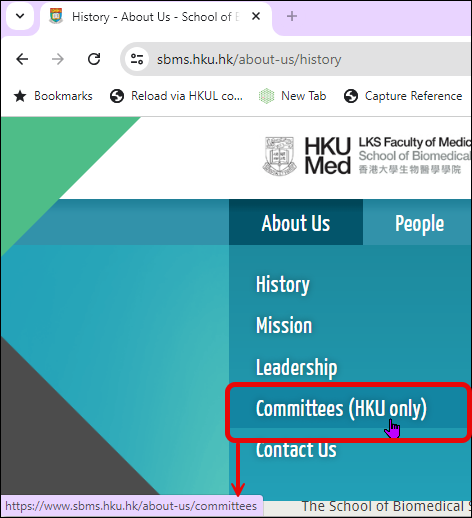 History - About Us - School of B
sbms.hku.hk/about-us/history
Bookmarks
Reload via HKUL co...
New Tab
Capture Reference
HKU
Med
LKS Faculty of Medic
School of Biomedical
香港大學生物醫學學院
About Us
People
History
Mission
Leadership
Committees (HKU only)
Contact Us
https://www.sbms.hku.hk/about-us/committees
The School of Biomedical S